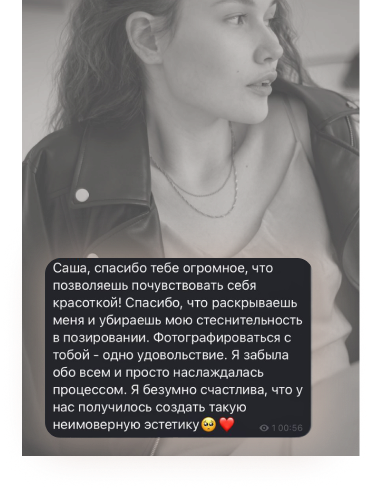 Саша, спасибо тебе огромное, что
позволяешь почувствовать себя
красоткой! Спасибо, что раскрываешь
меня и убираешь мою стеснительность
в позировании. Фотографироваться с
тобой - одно удовольствие. Я забыла
обо всем и просто наслаждалась
процессом. Я безумно счастлива, что у
нас получилось создать такую
неимоверную эстетику🥺❤️ 1 00:56